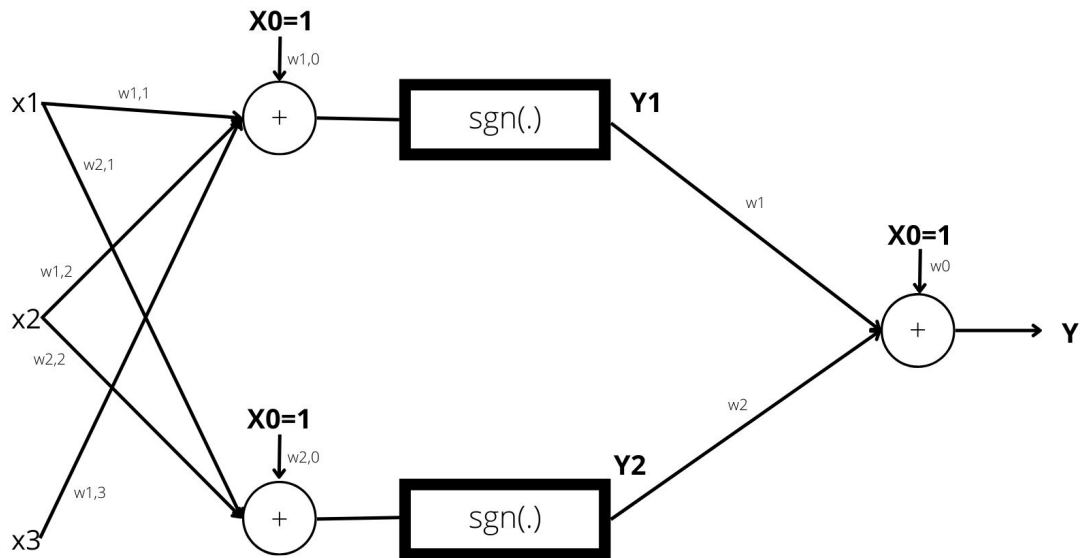 X0=1
w1,0
x1
w1,1
+
sgn(.)
Y1
w2,1
w1
X0=1
w0
w1,2
x2
+
Y
w2,2
w2
X0=1
w2,0
Y2
w1,3
+
sgn(.)
x3